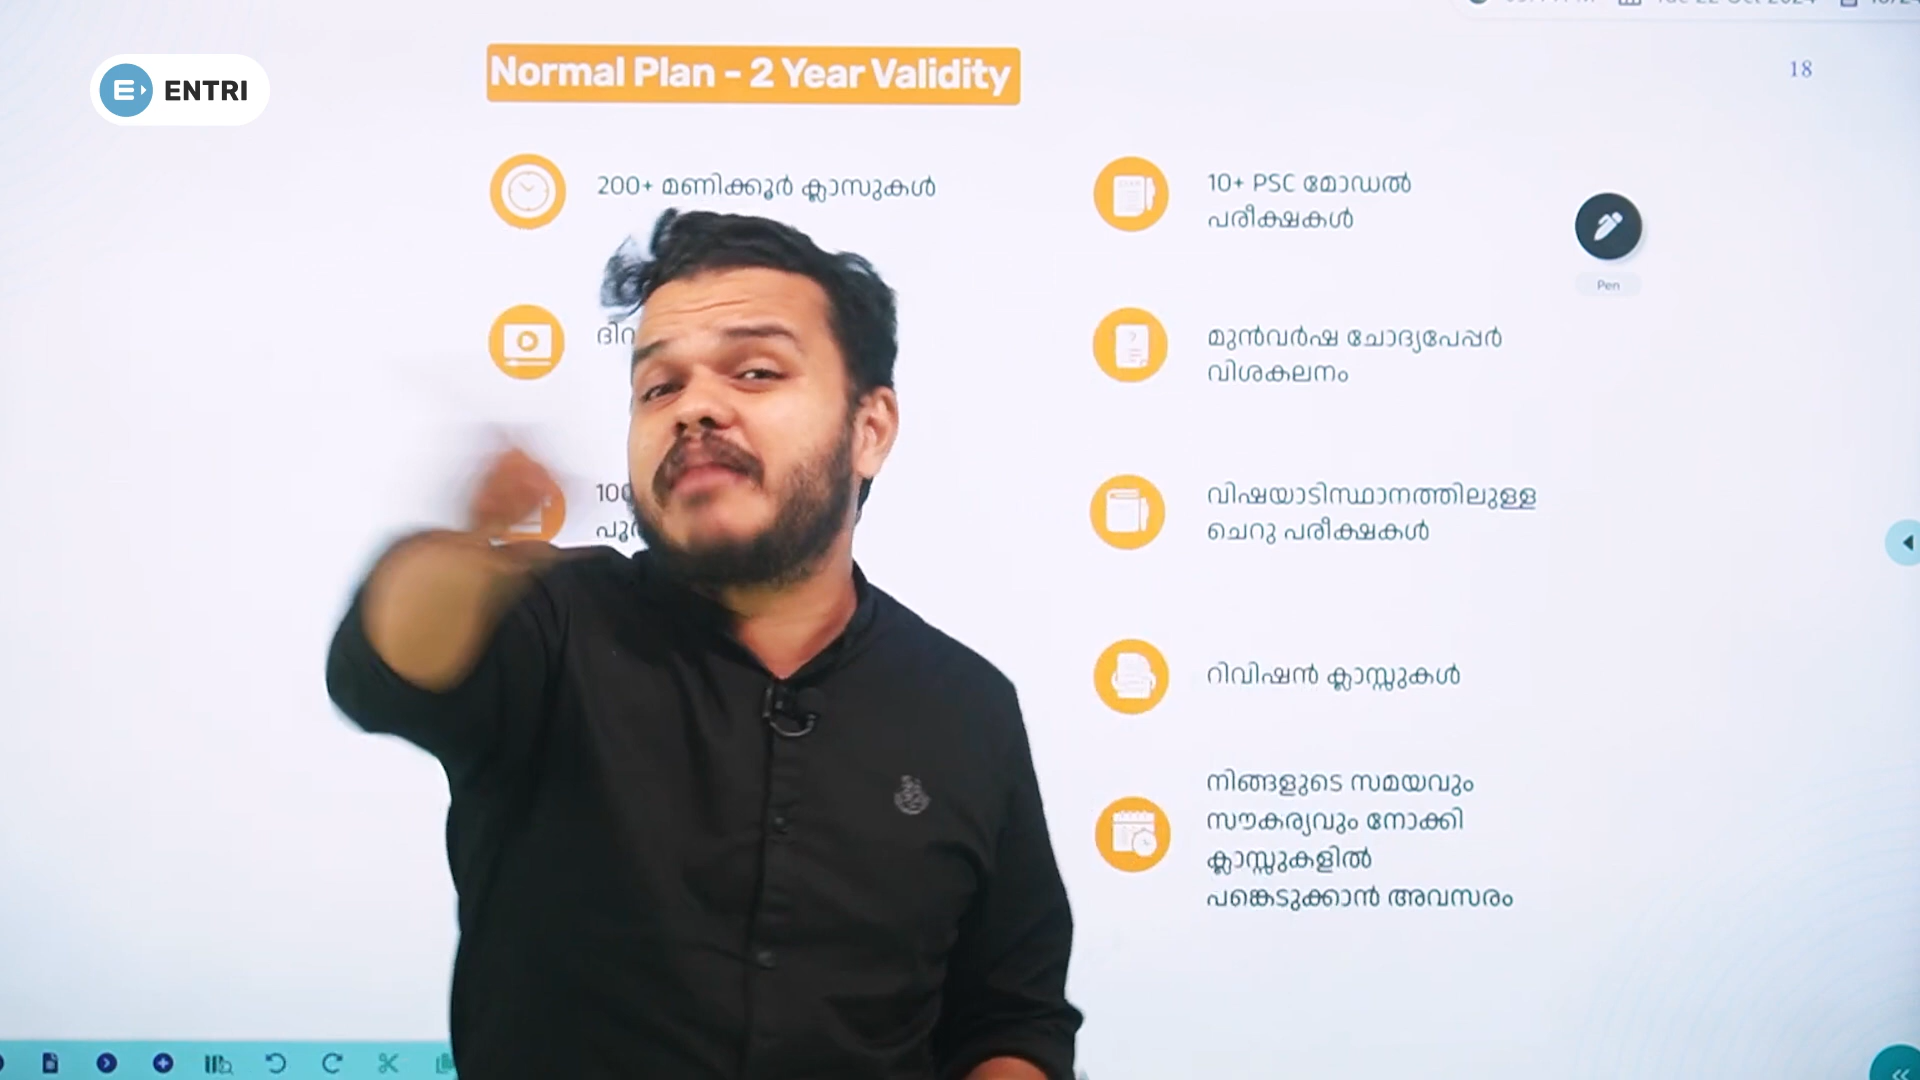 ENTRI
Normal Plan - 2 Year Validity
18
200+ മണിക്കൂർ ക്ലാസുകൾ
10+ PSC മോഡൽ
പരീക്ഷകൾ
Pen
മുൻവർഷ ചോദ്യപേപ്പർ
വിശകലനം
വിഷയാടിസ്ഥാനത്തിലുള്ള
ചെറു പരീക്ഷകൾ
റിവിഷൻ ക്ലാസ്സുകൾ
നിങ്ങളുടെ സമയവും
സൗകര്യവും നോക്കി
ക്ലാസ്സുകളിൽ
പങ്കെടുക്കാൻ അവസരം